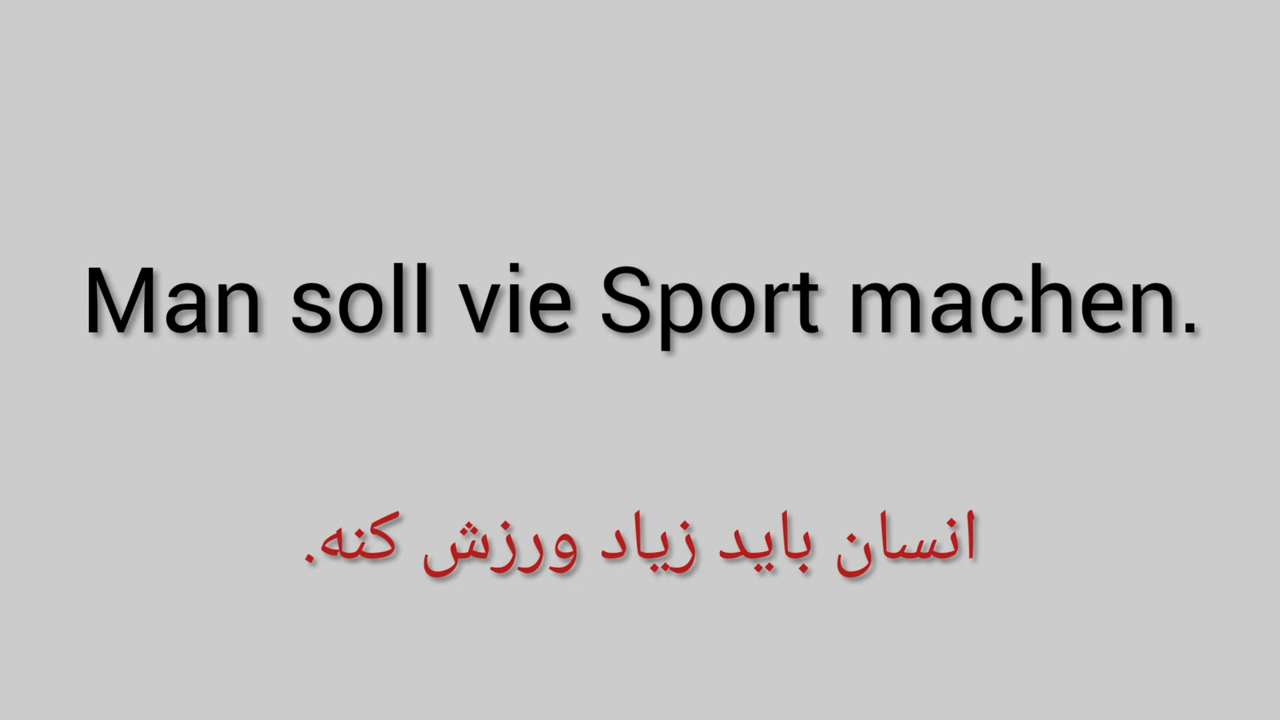 Man soll vie Sport machen.
انسان باید زیاد ورزش کنه.